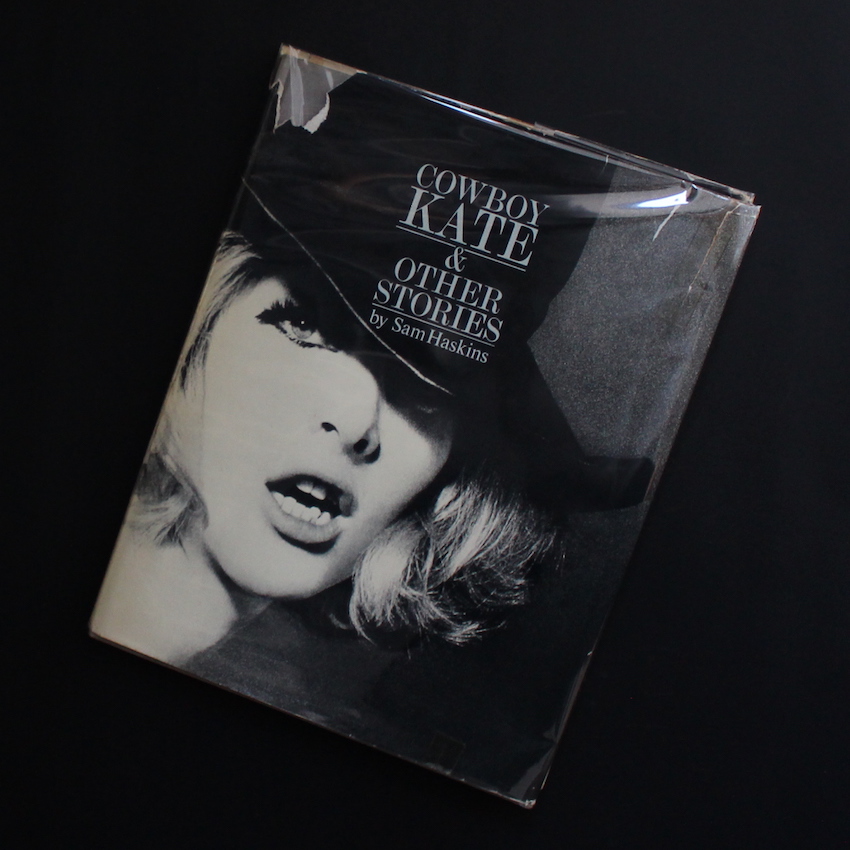 COWBOY
KATE
&
OTHER
STORIES
by Sam Haskins